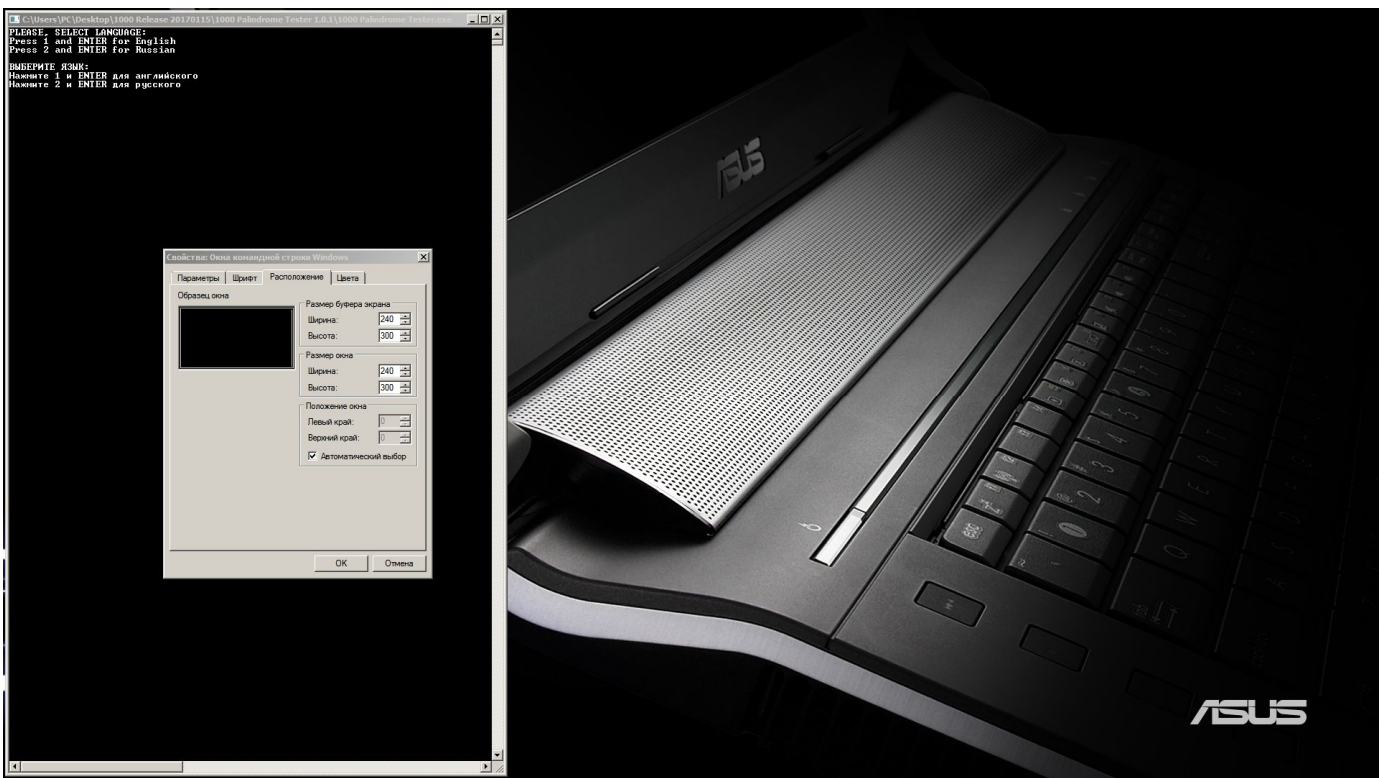 C:\Users\PC\Desktop\1000 Release 20170115\1000 Palindrome Tester 1.0.1\1000 Palindrome Tester.exe
PLEASE, SELECT LANGUAGE:
Press 1 and ENTER for English
Press 2 and ENTER for Russian
ВЫБЕРИТЕ ЯЗЫК:
Нажмите 1 и ENTER для английского
Нажмите 2 и ENTER для русского
Свойства: Окна командной строки Windows
Параметры Шрифт Расположение Цвета
Образец окна
Размер буфера экрана
Ширина: 240
Высота: 300
Размер окна
Ширина: 240
Высота: 300
Положение окна
Левый край: 0
Верхний край: 0
Автоматический выбор
OK Отмена
ASUS
ASUS